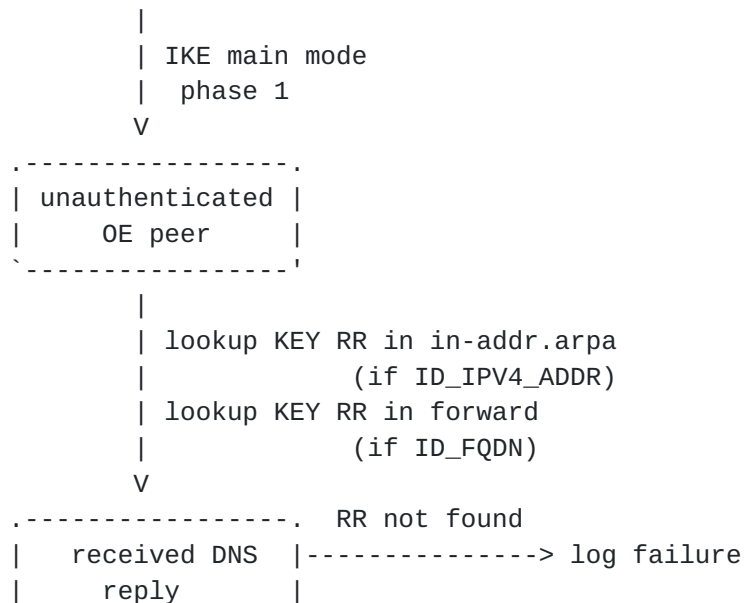 |
| IKE main mode
|  phase 1
V
.-----------------.
| unauthenticated |
|     OE peer     |
`-----------------'
|
| lookup KEY RR in in-addr.arpa
|            (if ID_IPV4_ADDR)
| lookup KEY RR in forward
|            (if ID_FQDN)
V
.-----------------.  RR not found
|   received DNS  |---------------> log failure
|     reply       |